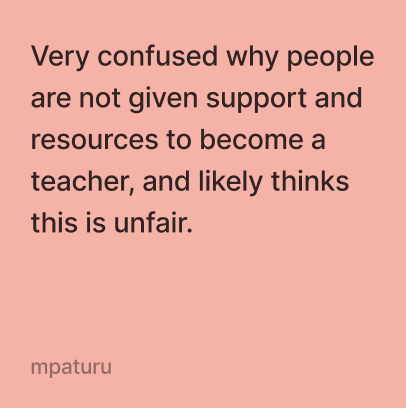 Very confused why people
are not given support and
resources to become a
teacher, and likely thinks
this is unfair.
mpaturu